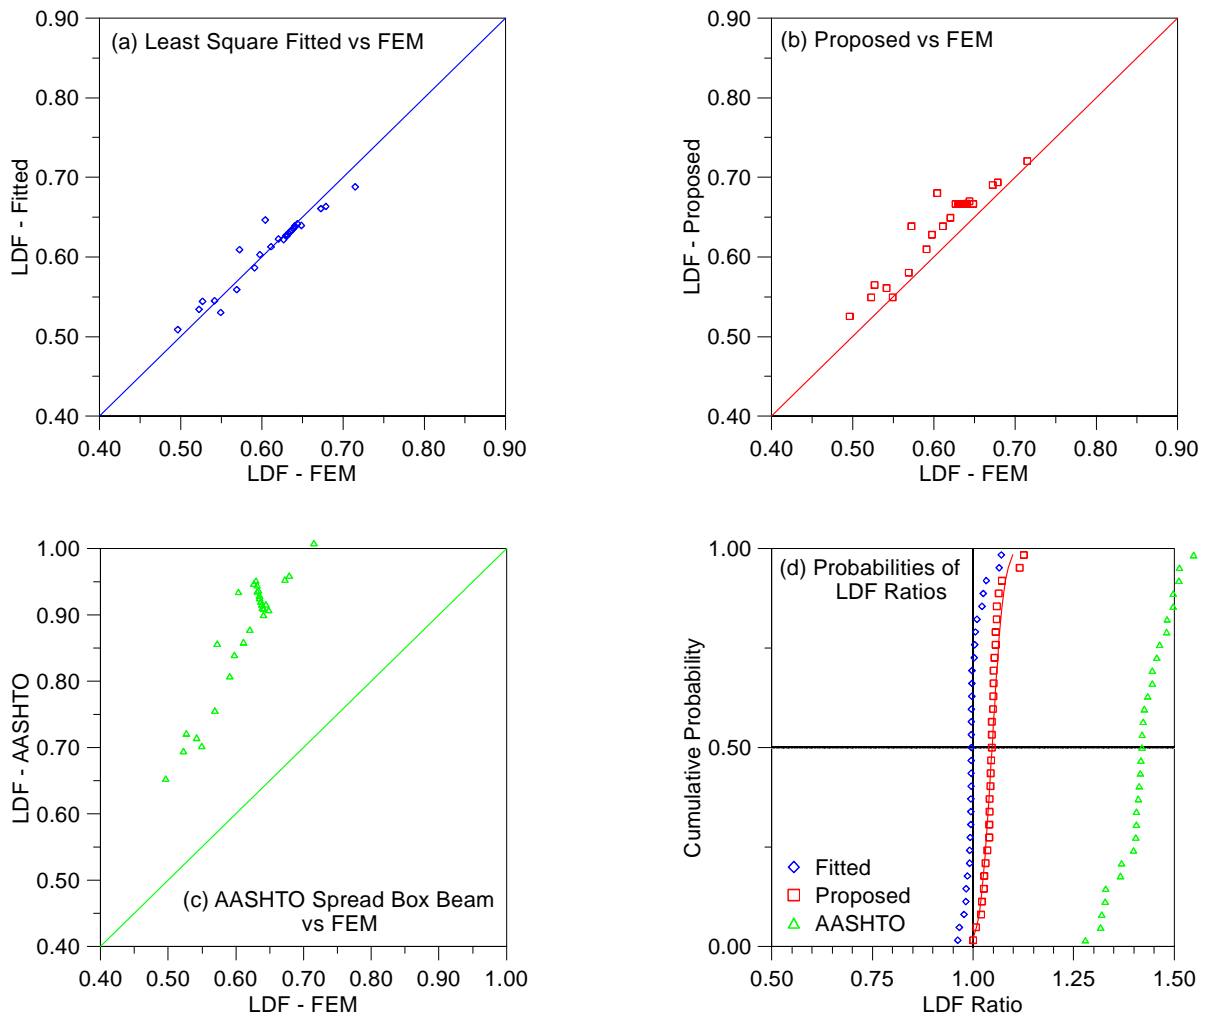 (a) Least Square Fitted vs FEM
0.90
0.80
0.70
0.60
0.50
0.40
LDF - Fitted
0.40 0.50 0.60 0.70 0.80 0.90
LDF - FEM
(b) Proposed vs FEM
0.90
0.80
0.70
0.60
0.50
0.40
LDF - Proposed
0.40 0.50 0.60 0.70 0.80 0.90
LDF - FEM
1.00
0.90
0.80
0.70
0.60
0.50
0.40
LDF - AASHTO
(c) AASHTO Spread Box Beam
vs FEM
0.40 0.50 0.60 0.70 0.80 0.90 1.00
LDF - FEM
(d) Probabilities of
LDF Ratios
1.00
0.50
0.00
Cumulative Probability
Fitted
Proposed
AASHTO
0.50 0.75 1.00 1.25 1.50
LDF Ratio